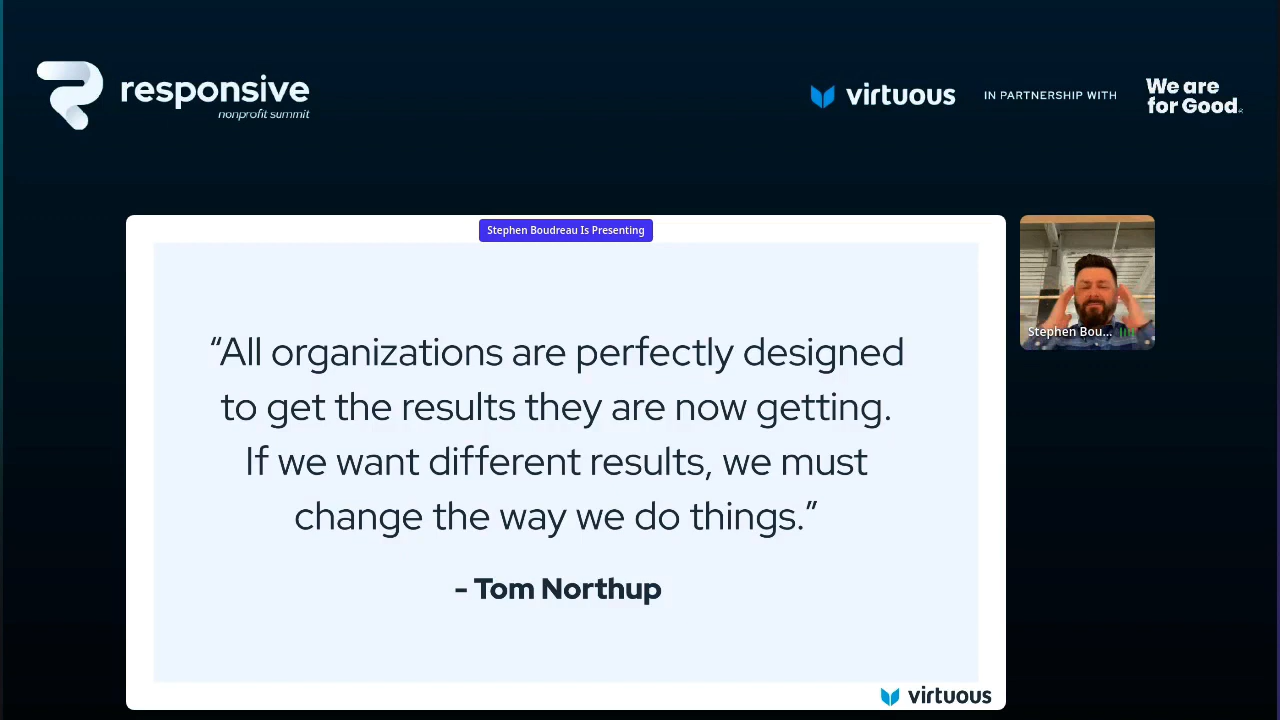 responsive
nonprofit summit
virtuous
IN PARTNERSHIP WITH
We are
for Good.
Stephen Boudreau Is Presenting
“All organizations are perfectly designed
to get the results they are now getting.
If we want different results, we must
change the way we do things.”
- Tom Northup
Stephen Bou...
virtuous